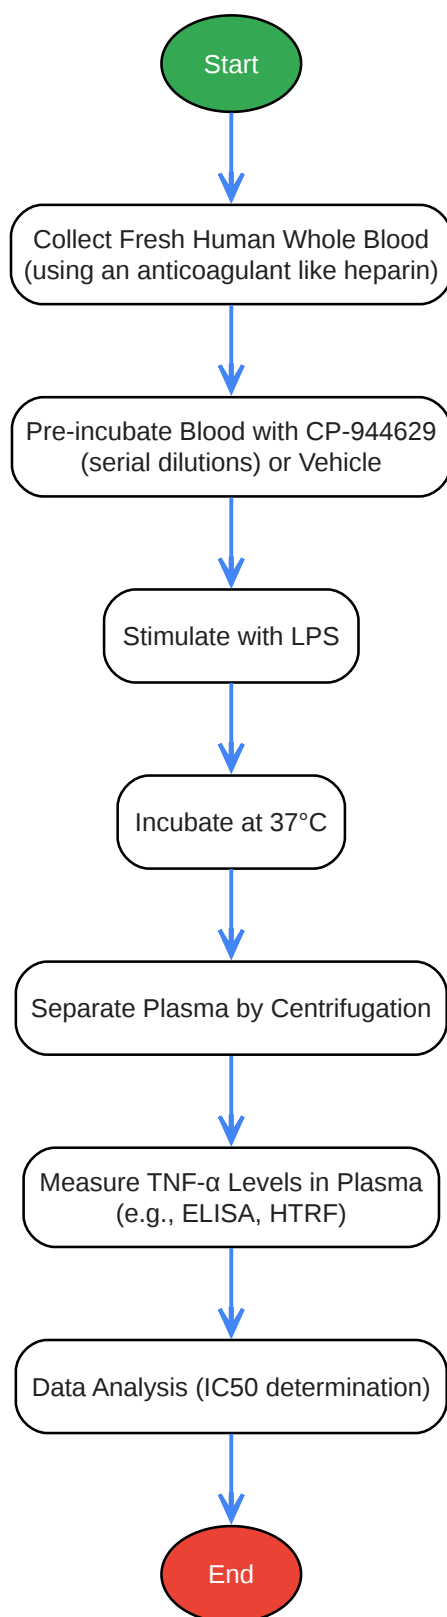 Start
Collect Fresh Human Whole Blood
(using an anticoagulant like heparin)
Pre-incubate Blood with CP-944629
(serial dilutions) or Vehicle
Stimulate with LPS
Incubate at 37°C
Separate Plasma by Centrifugation
Measure TNF-α Levels in Plasma
(e.g., ELISA, HTRF)
Data Analysis (IC50 determination)
End